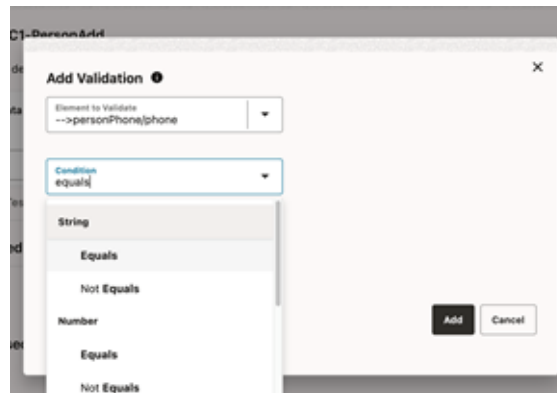 C1-PersonAdd
Add Validation
Element to Validate
-->personPhone/phone
Condition
equals
String
Equals
Not Equals
Number
Equals
Not Equals
Add
Cancel